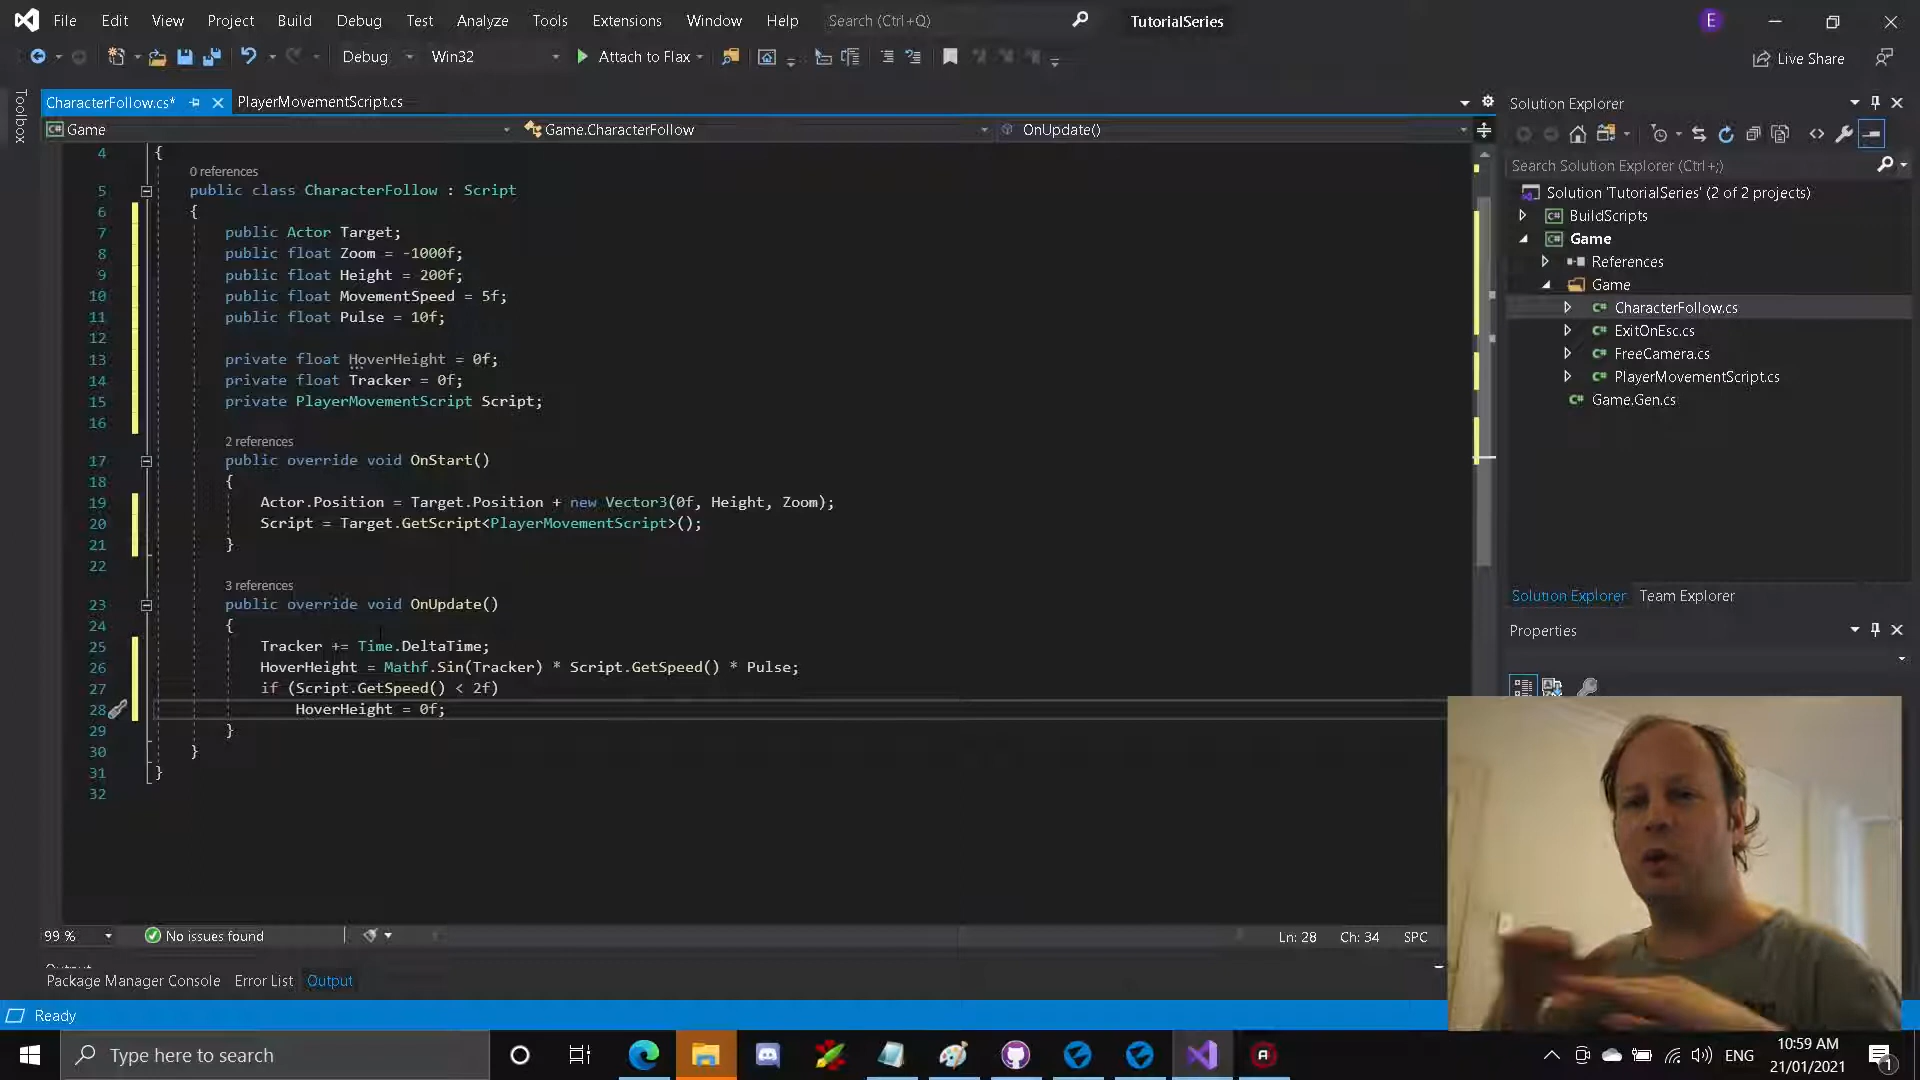 File Edit View Project Build Debug Test Analyze Tools Extensions Window Help Search (Ctrl+Q) TutorialSeries E
Debug Win32 Attach to Flax Live Share
Toolbox
CharacterFollow.cs* PlayerMovementScript.cs
Game Game.CharacterFollow OnUpdate()
4 {
0 references
5 public class CharacterFollow : Script
6 {
7 public Actor Target;
8 public float Zoom = -1000f;
9 public float Height = 200f;
10 public float MovementSpeed = 5f;
11 public float Pulse = 10f;
12
13 private float HoverHeight = 0f;
14 private float Tracker = 0f;
15 private PlayerMovementScript Script;
16
2 references
17 public override void OnStart()
18 {
19 Actor.Position = Target.Position + new Vector3(0f, Height, Zoom);
20 Script = Target.GetScript<PlayerMovementScript>();
21 }
22
3 references
23 public override void OnUpdate()
24 {
25 Tracker += Time.DeltaTime;
26 HoverHeight = Mathf.Sin(Tracker) * Script.GetSpeed() * Pulse;
27 if (Script.GetSpeed() < 2f)
28 HoverHeight = 0f;
29 }
30 }
31 }
32
99 % No issues found Ln: 28 Ch: 34 SPC
Package Manager Console Error List Output
Ready
Solution Explorer
Search Solution Explorer (Ctrl+;)
Solution 'TutorialSeries' (2 of 2 projects)
BuildScripts
Game
References
Game
CharacterFollow.cs
ExitOnEsc.cs
FreeCamera.cs
PlayerMovementScript.cs
Game.Gen.cs
Solution Explorer Team Explorer
Properties
Type here to search
ENG
10:59 AM
21/01/2021
1